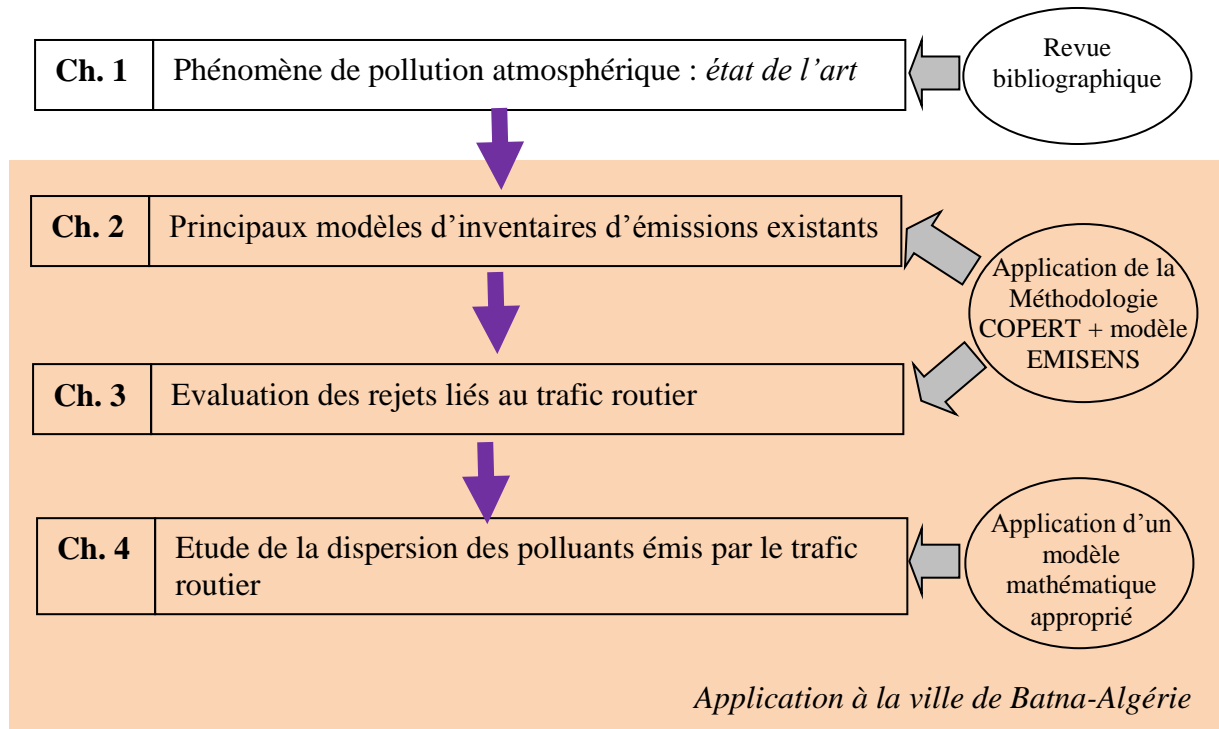 Ch. 1 Phénomène de pollution atmosphérique : état de l’art
Revue
bibliographique
Ch. 2 Principaux modèles d’inventaires d’émissions existants
Application de la
Méthodologie
COPERT + modèle
EMISENS
Ch. 3 Evaluation des rejets liés au trafic routier
Ch. 4 Etude de la dispersion des polluants émis par le trafic
routier
Application d’un
modèle
mathématique
approprié
Application à la ville de Batna-Algérie